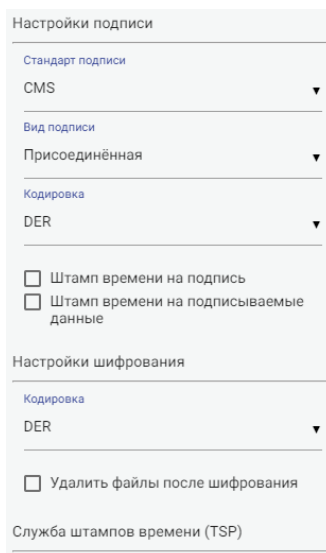 Настройки подписи
Стандарт подписи
CMS
Вид подписи
Присоединённая
Кодировка
DER
Штамп времени на подпись
Штамп времени на подписываемые
данные
Настройки шифрования
Кодировка
DER
Удалить файлы после шифрования
Служба штампов времени (TSP)